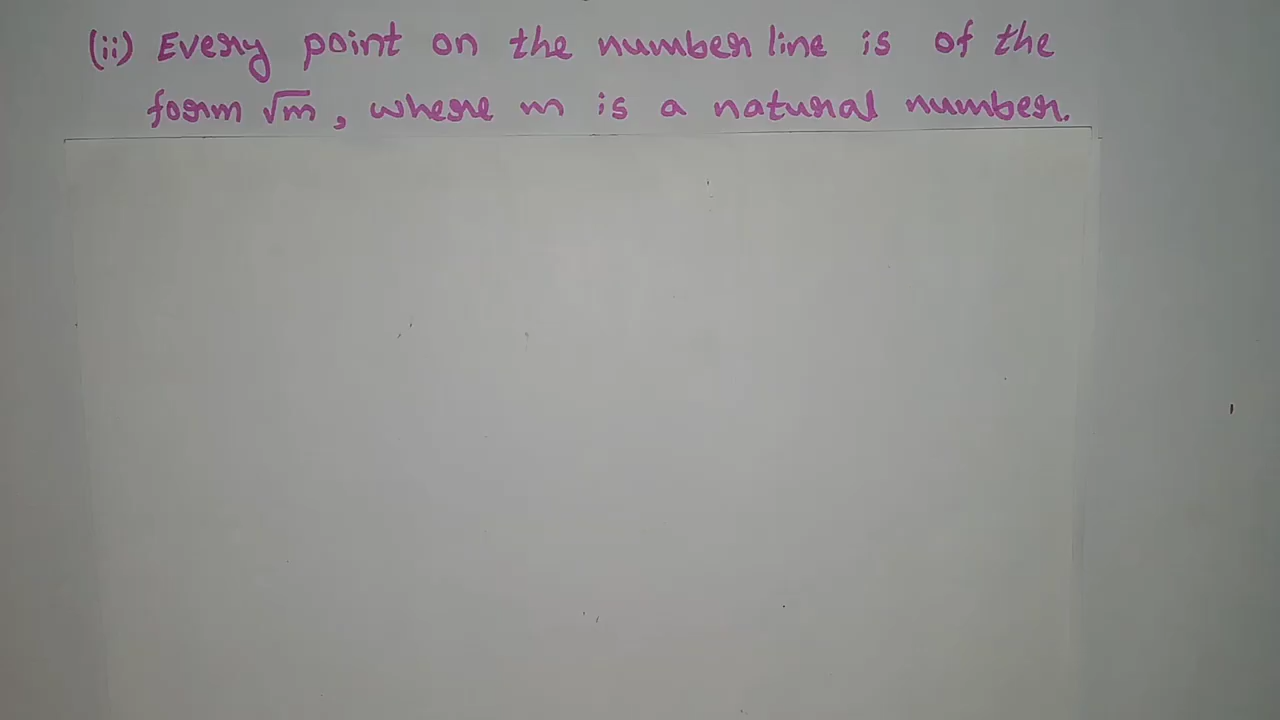 (ii) Every point on the number line is of the
form √m, where m is a natural number.